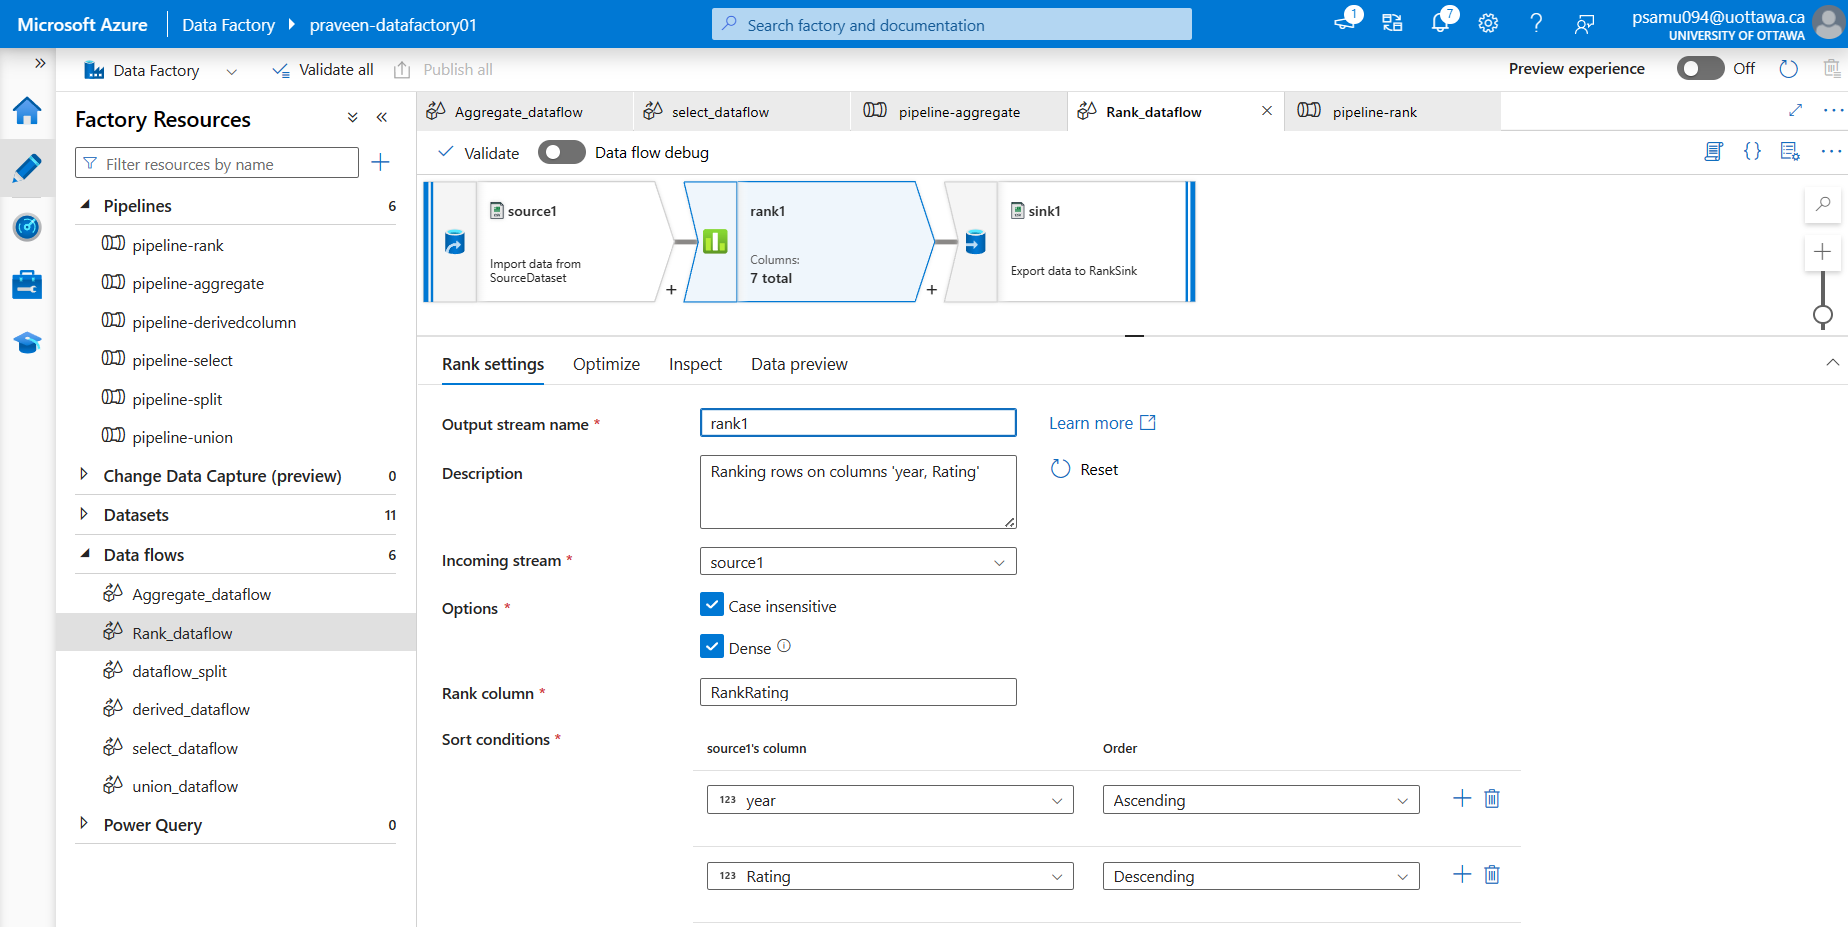 Microsoft Azure
Data Factory
praveen-datafactory01
Search factory and documentation
1
7
psamu094@uottawa.ca
UNIVERSITY OF OTTAWA
Data Factory
Validate all
Publish all
Preview experience
Off
Factory Resources
Aggregate_dataflow
select_dataflow
pipeline-aggregate
Rank_dataflow
pipeline-rank
Filter resources by name
Validate
Data flow debug
Pipelines 6
pipeline-rank
pipeline-aggregate
pipeline-derivedcolumn
pipeline-select
pipeline-split
pipeline-union
Change Data Capture (preview) 0
Datasets 11
Data flows 6
Aggregate_dataflow
Rank_dataflow
dataflow_split
derived_dataflow
select_dataflow
union_dataflow
Power Query 0
source1
Import data from
SourceDataset
+
rank1
Columns:
7 total
+
sink1
Export data to RankSink
Rank settings
Optimize
Inspect
Data preview
Output stream name *
rank1
Learn more
Description
Ranking rows on columns 'year, Rating'
Reset
Incoming stream *
source1
Options *
Case insensitive
Dense
Rank column *
RankRating
Sort conditions *
source1's column
Order
123 year
Ascending
123 Rating
Descending